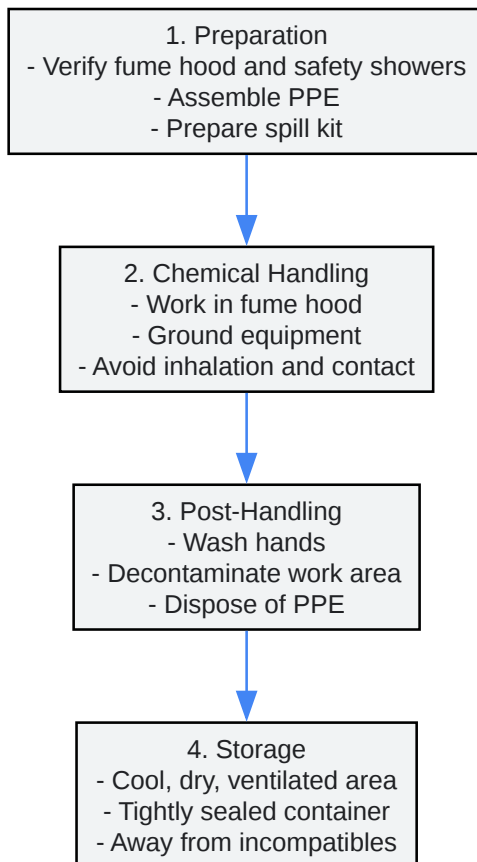 1. Preparation
- Verify fume hood and safety showers
- Assemble PPE
- Prepare spill kit
2. Chemical Handling
- Work in fume hood
- Ground equipment
- Avoid inhalation and contact
3. Post-Handling
- Wash hands
- Decontaminate work area
- Dispose of PPE
4. Storage
- Cool, dry, ventilated area
- Tightly sealed container
- Away from incompatibles